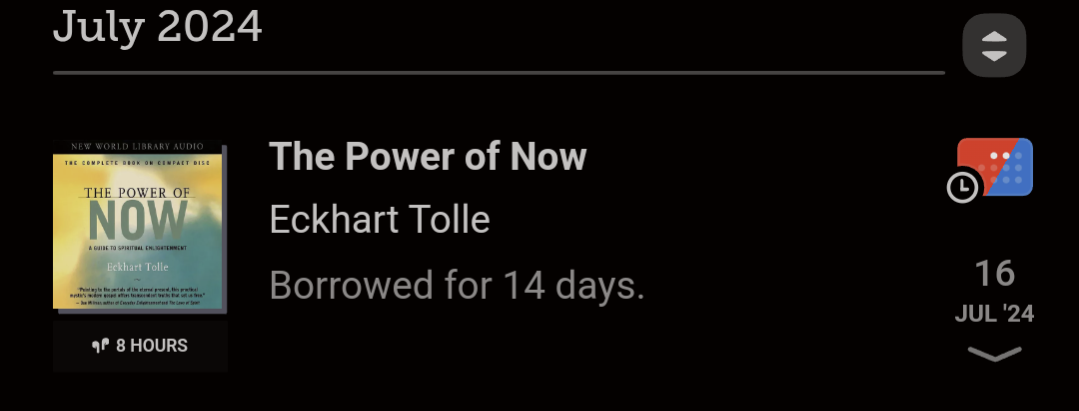 July 2024
NEW WORLD LIBRARY AUDIO
THE COMPLETE BOOK ON COMPACT DISC
THE POWER OF
NOW
A GUIDE TO SPIRITUAL ENLIGHTENMENT
Eckhart Tolle
8 HOURS
The Power of Now
Eckhart Tolle
Borrowed for 14 days.
16
JUL '24